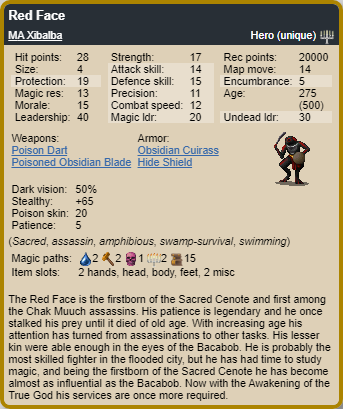 Red Face
MA Xibalba Hero (unique)
Hit points: 28 Strength: 17 Rec points: 20000
Size: 4 Attack skill: 14 Map move: 14
Protection: 19 Defence skill: 15 Encumbrance: 5
Magic res: 13 Precision: 11 Age: 275
Morale: 15 Combat speed: 12 (500)
Leadership: 40 Magic ldr: 20 Undead ldr: 30
Weapons: Armor:
Poison Dart Obsidian Cuirass
Poisoned Obsidian Blade Hide Shield
Dark vision: 50%
Stealthy: +65
Poison skin: 20
Patience: 5
(Sacred, assassin, amphibious, swamp-survival, swimming)
Magic paths: 2 2 1 2 15
Item slots: 2 hands, head, body, feet, 2 misc
The Red Face is the firstborn of the Sacred Cenote and first among
the Chak Muuch assassins. His patience is legendary and he once
stalked his prey until it died of old age. With increasing age his
attention has turned from assassinations to other tasks. His lesser
kin were able enough in the eyes of the Bacabob. He is probably the
most skilled fighter in the flooded city, but he has had time to study
magic, and being the firstborn of the Sacred Cenote he has become
almost as influential as the Bacabob. Now with the Awakening of the
True God his services are once more required.